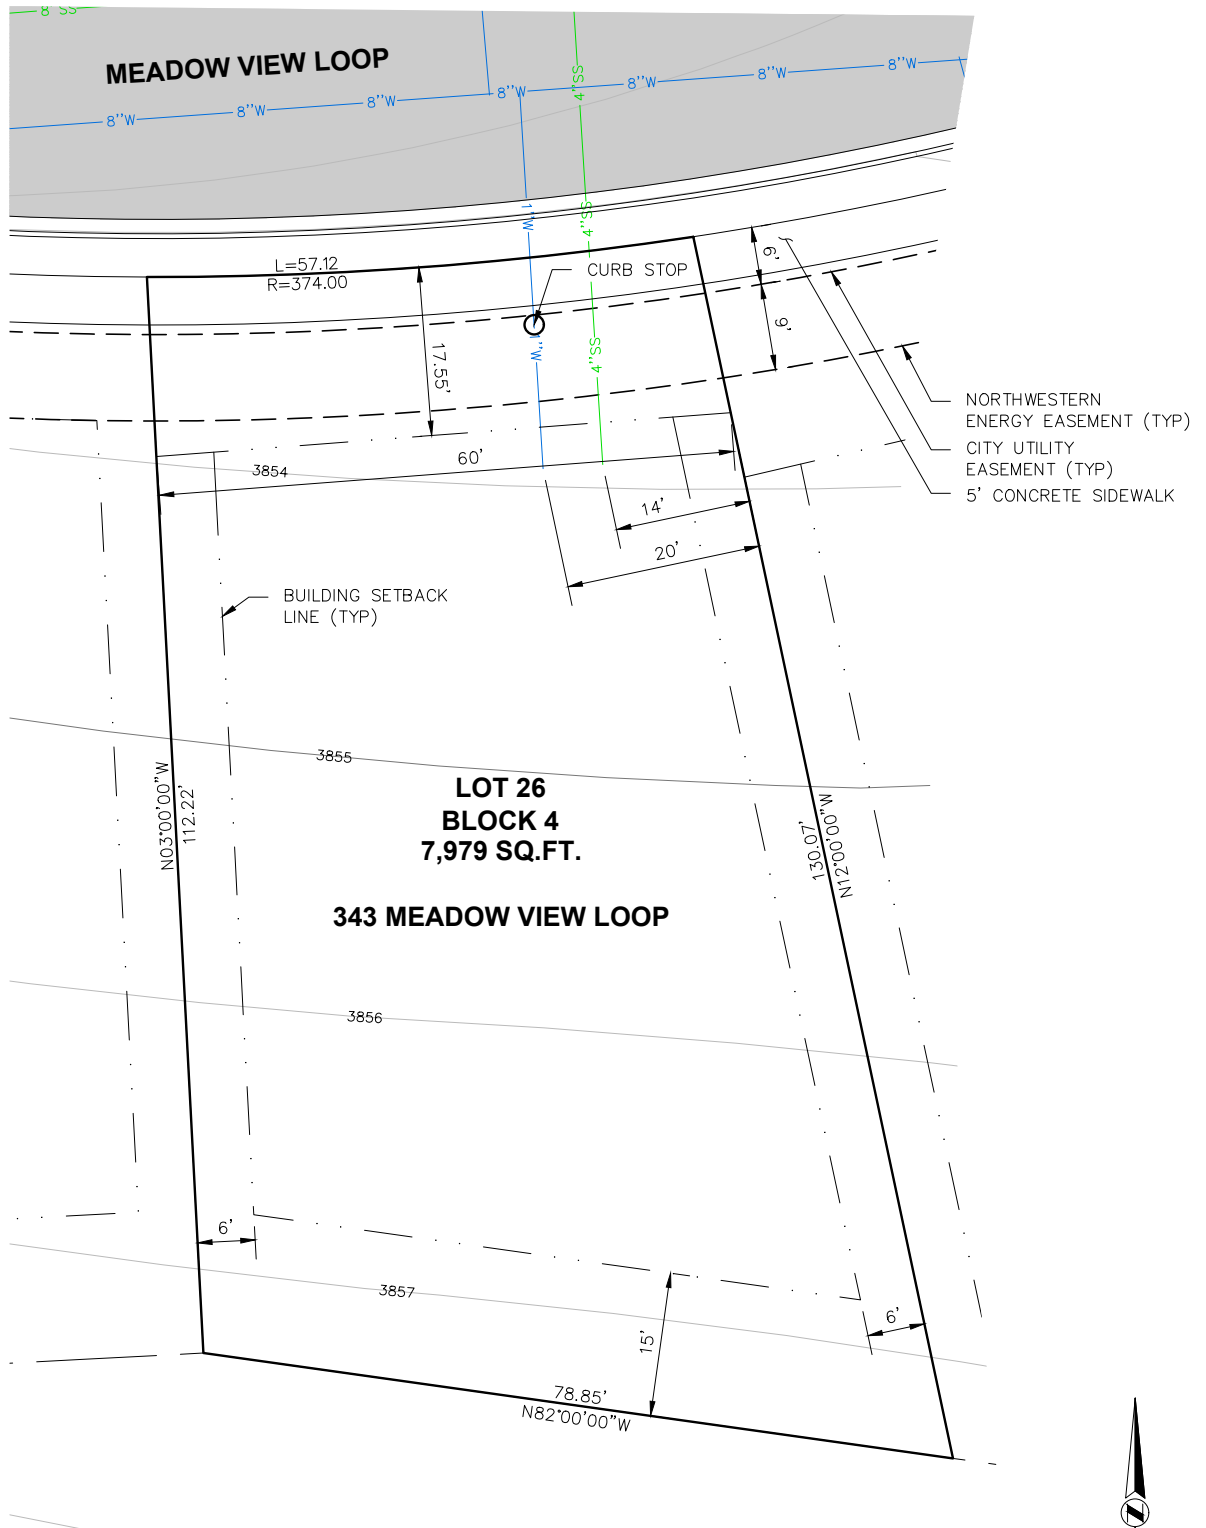 8"SS
MEADOW VIEW LOOP
8"W
8"W
8"W
8"W
8"W
8"W
8"W
4"SS
1"W
4"SS
L=57.12
R=374.00
CURB STOP
17.55'
1"W
4"SS
NORTHWESTERN
ENERGY EASEMENT (TYP)
CITY UTILITY
EASEMENT (TYP)
5' CONCRETE SIDEWALK
3854
60'
14'
20'
BUILDING SETBACK
LINE (TYP)
3855
N03°00'00"W
112.22'
LOT 26
BLOCK 4
7,979 SQ.FT.
343 MEADOW VIEW LOOP
130.07'
N12°00'00"W
3856
6'
3857
15'
6'
78.85'
N82°00'00"W
N